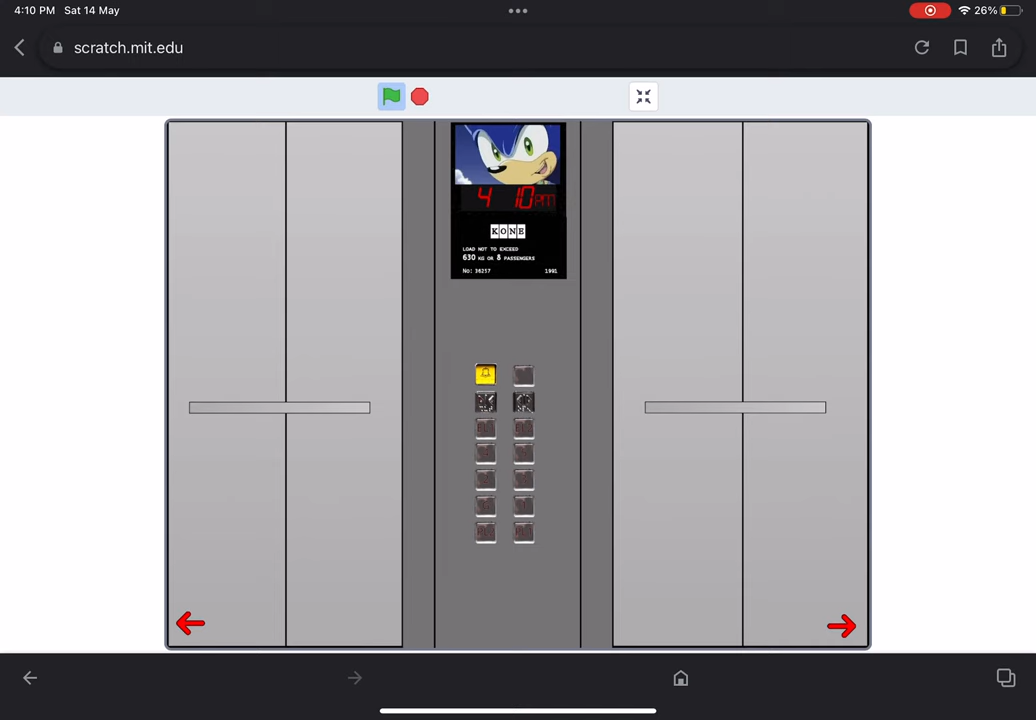 4:10 PM Sat 14 May
26%
scratch.mit.edu
4 10PM
KONE
LOAD NOT TO EXCEED
630 KG OR 8 PASSENGERS
No: 36257 1991